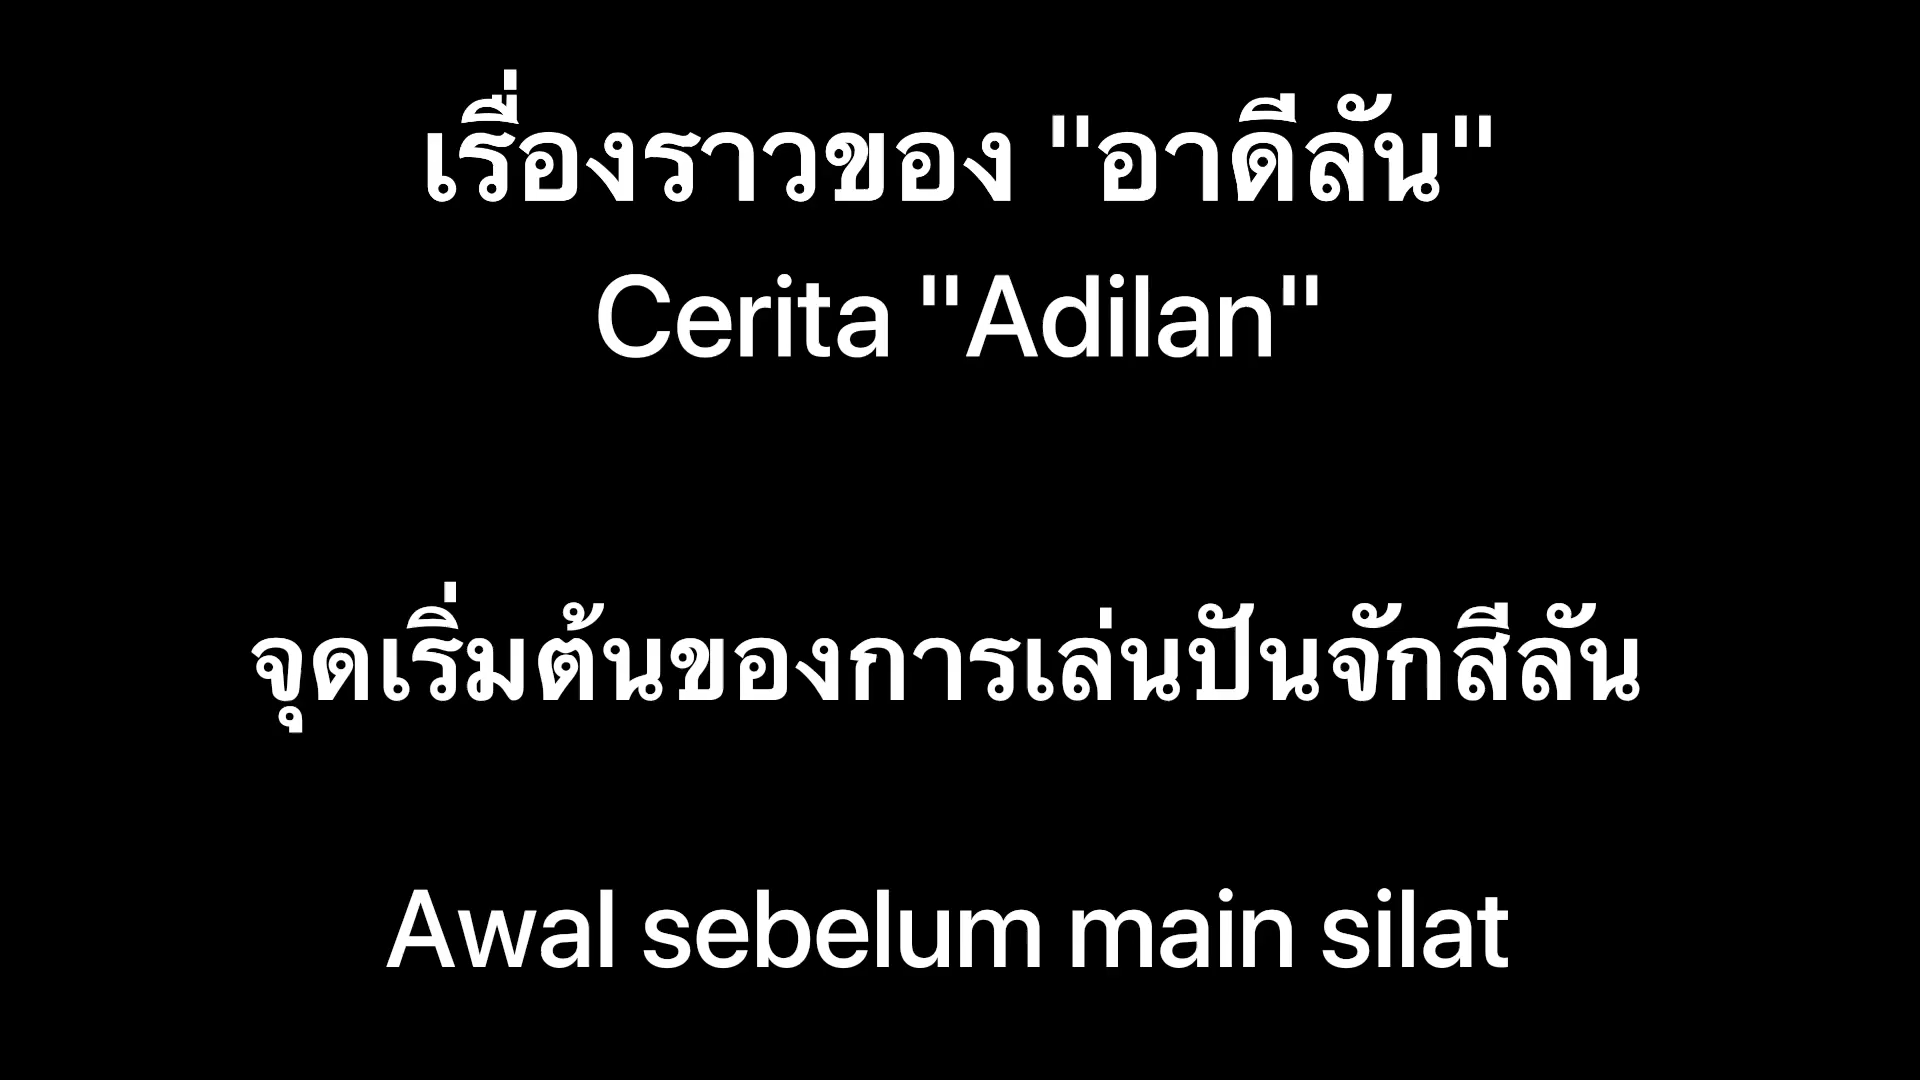 เรื่องราวของ "อาดีลัน"
Cerita "Adilan"
จุดเริ่มต้นของการเล่นปันจักสีลัน
Awal sebelum main silat